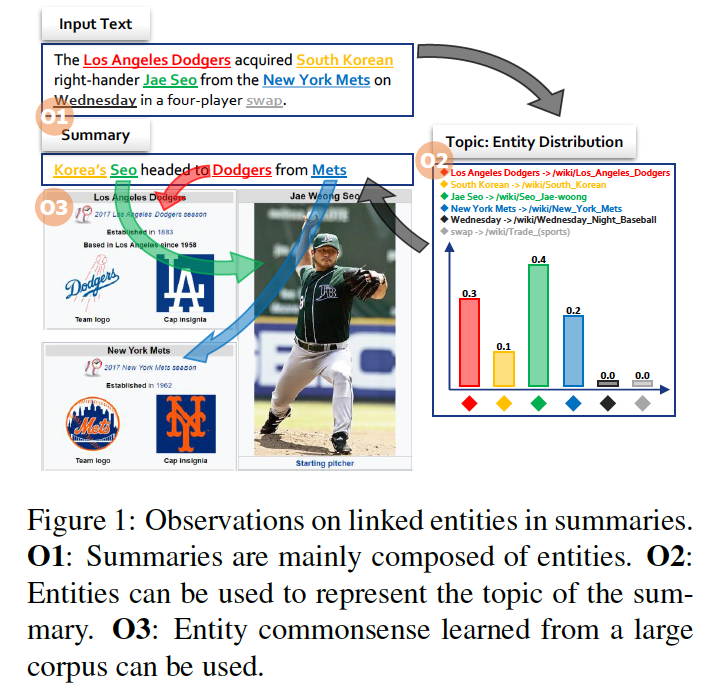 Input Text
The Los Angeles Dodgers acquired South Korean
right-hander Jae Seo from the New York Mets on
Wednesday in a four-player swap.
O1
Summary
Korea's Seo headed to Dodgers from Mets
O2
Topic: Entity Distribution
Los Angeles Dodgers -> /wiki/Los_Angeles_Dodgers
South Korean -> /wiki/South_Korean
Jae Seo -> /wiki/Seo_Jae-woong
New York Mets -> /wiki/New_York_Mets
Wednesday -> /wiki/Wednesday_Night_Baseball
swap -> /wiki/Trade_(sports)
0.3
0.1
0.4
0.2
0.0
0.0
O3
Los Angeles Dodgers
2017 Los Angeles Dodgers season
Established in 1883
Based in Los Angeles since 1958
Dodgers
LA
Team logo
Cap insignia
New York Mets
2017 New York Mets season
Established in 1962
Mets
NY
Team logo
Cap insignia
Jae Weong Seo
TB
Starting pitcher
Figure 1: Observations on linked entities in summaries.
O1: Summaries are mainly composed of entities. O2:
Entities can be used to represent the topic of the sum-
mary. O3: Entity commonsense learned from a large
corpus can be used.